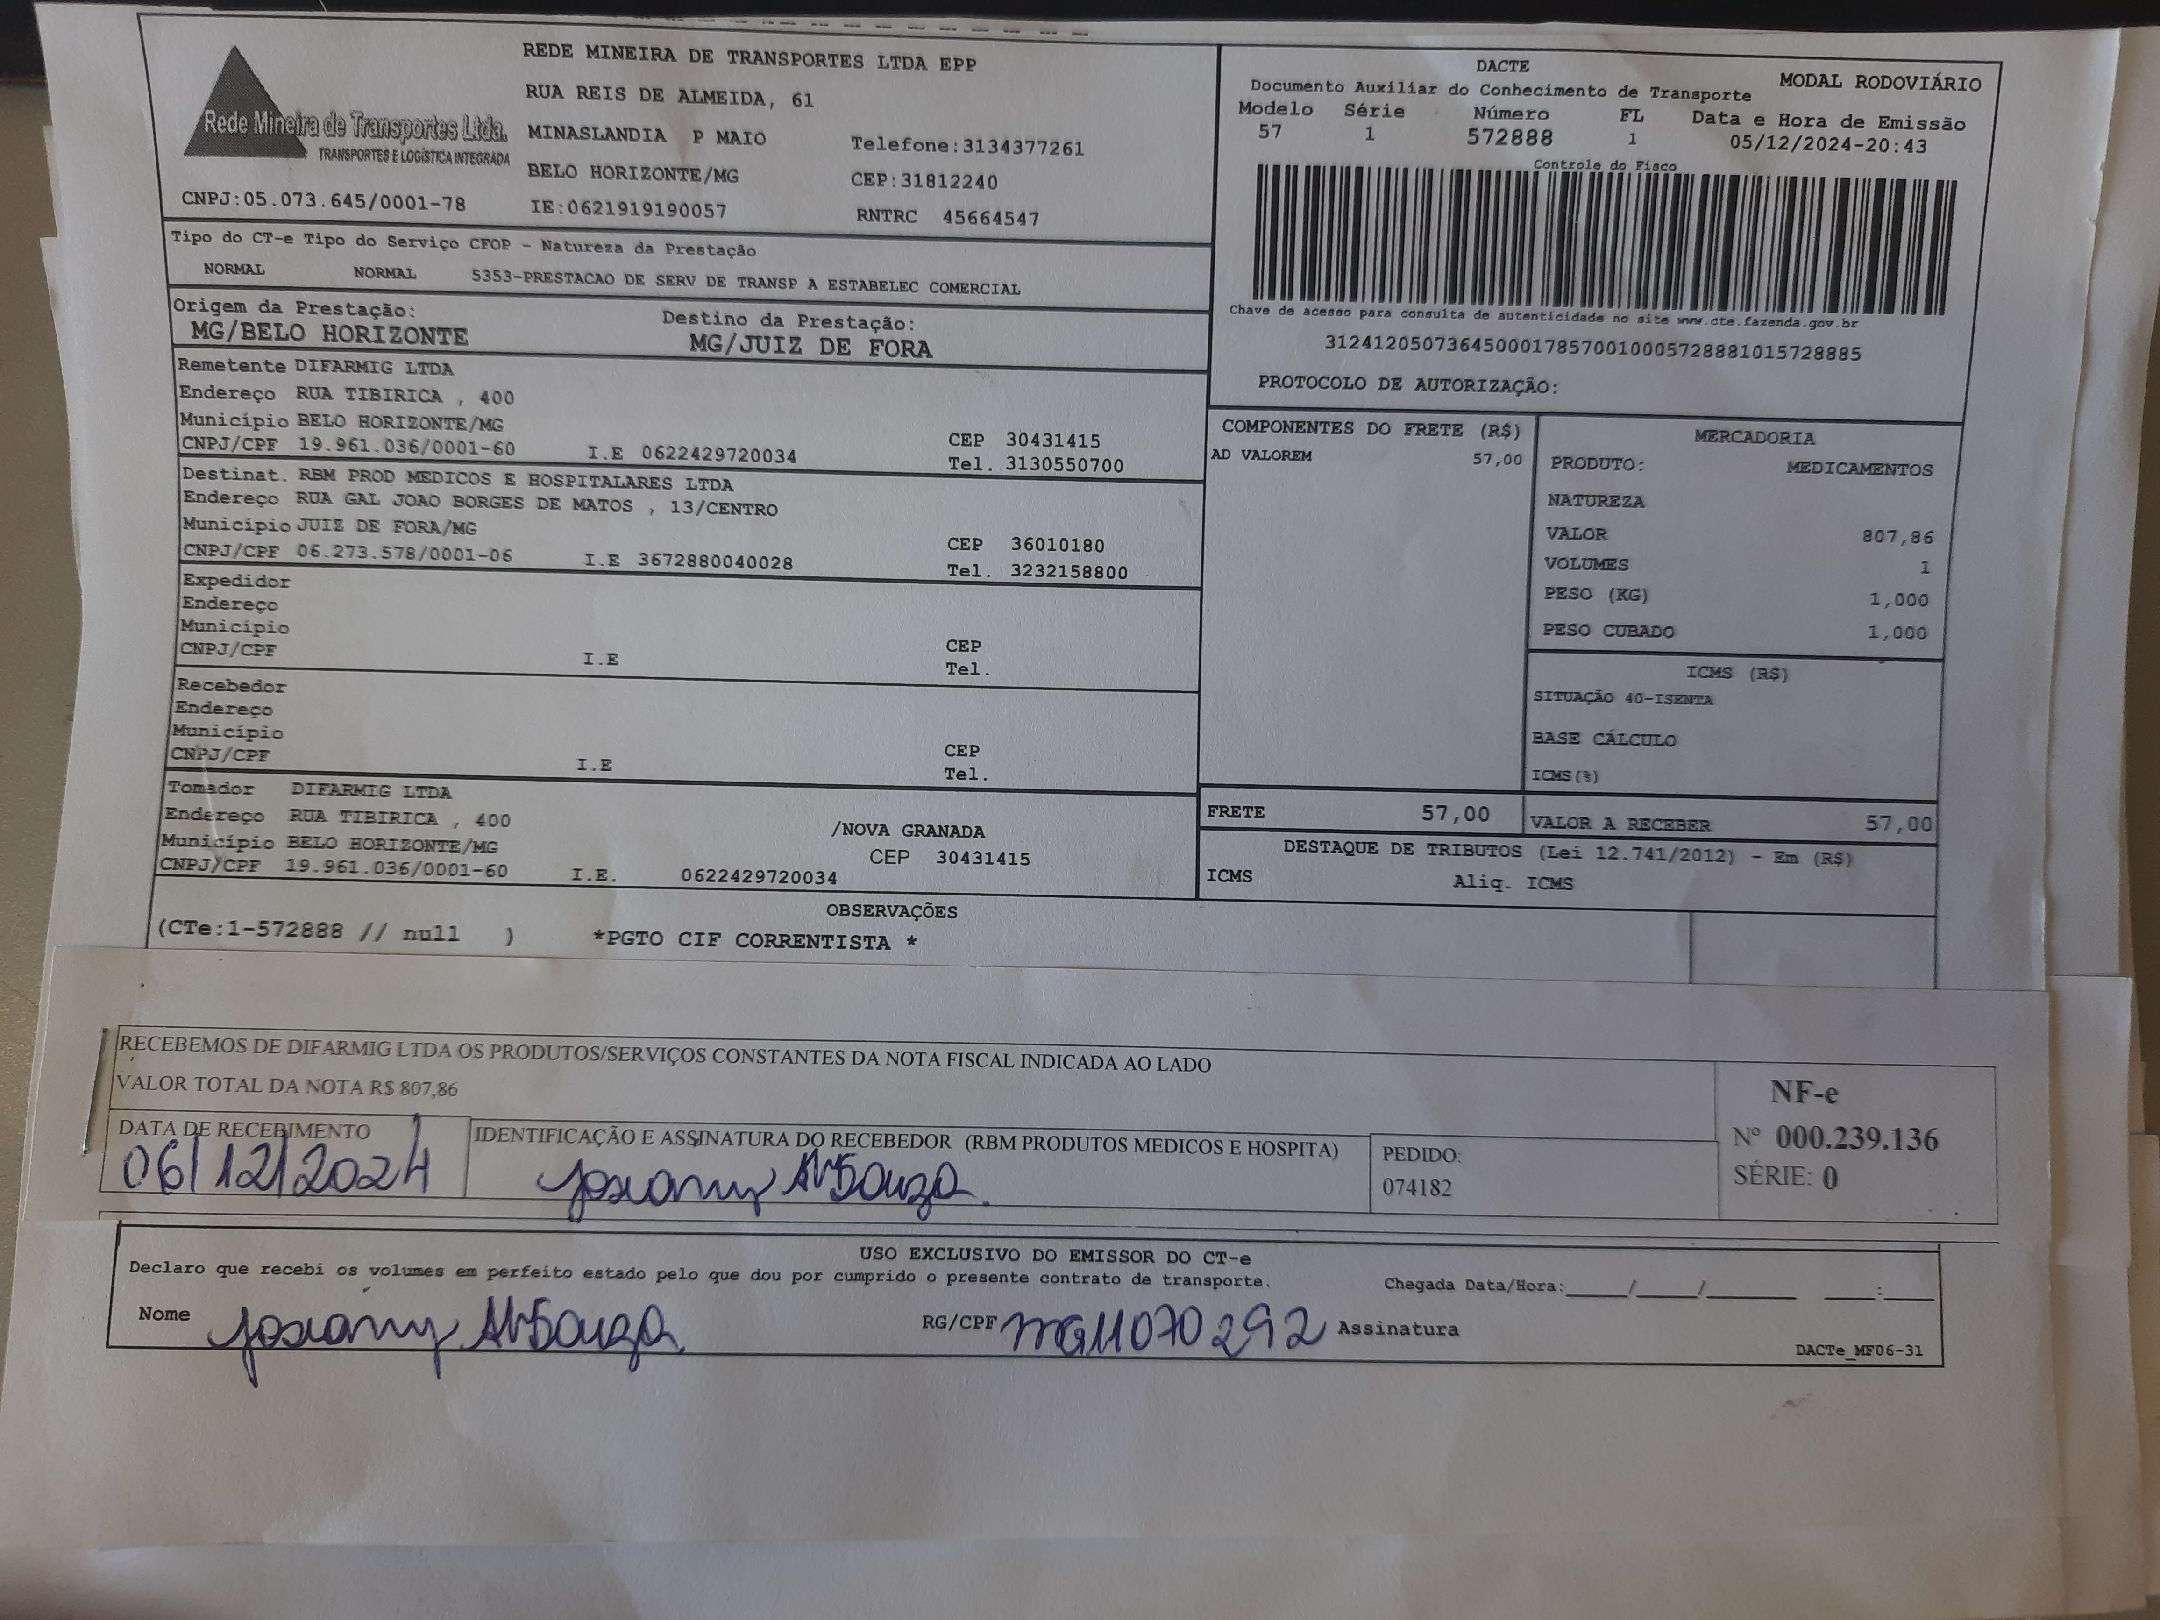 Rede Mineira de Transportes Ltda.
TRANSPORTES E LOGÍSTICA INTEGRADA
CNPJ:05.073.645/0001-78
REDE MINEIRA DE TRANSPORTES LTDA EPP
RUA REIS DE ALMEIDA, 61
MINASLANDIA P MAIO Telefone:3134377261
BELO HORIZONTE/MG CEP:31812240
IE:0621919190057 RNTRC 45664547
DACTE MODAL RODOVIÁRIO
Documento Auxiliar do Conhecimento de Transporte
Modelo Série Número FL Data e Hora de Emissão
57 1 572888 1 05/12/2024-20:43
Controle do Fisco
Chave de acesso para consulta de autenticidade no site www.cte.fazenda.gov.br
31241205073645000178570010005728881015728885
PROTOCOLO DE AUTORIZAÇÃO:
Tipo do CT-e Tipo do Serviço CFOP - Natureza da Prestação
NORMAL NORMAL 5353-PRESTACAO DE SERV DE TRANSP A ESTABELEC COMERCIAL
Origem da Prestação: Destino da Prestação:
MG/BELO HORIZONTE MG/JUIZ DE FORA
Remetente DIFARMIG LTDA
Endereço RUA TIBIRICA , 400
Município BELO HORIZONTE/MG CEP 30431415
CNPJ/CPF 19.961.036/0001-60 I.E 0622429720034 Tel. 3130550700
Destinat. RBM PROD MEDICOS E HOSPITALARES LTDA
Endereço RUA GAL JOAO BORGES DE MATOS , 13/CENTRO
Município JUIZ DE FORA/MG CEP 36010180
CNPJ/CPF 06.273.578/0001-06 I.E 3672880040028 Tel. 3232158800
Expedidor
Endereço
Município CEP
CNPJ/CPF I.E Tel.
Recebedor
Endereço
Município CEP
CNPJ/CPF I.E Tel.
Tomador DIFARMIG LTDA
Endereço RUA TIBIRICA , 400 /NOVA GRANADA
Município BELO HORIZONTE/MG CEP 30431415
CNPJ/CPF 19.961.036/0001-60 I.E. 0622429720034
COMPONENTES DO FRETE (R$)
AD VALOREM 57,00
MERCADORIA
PRODUTO: MEDICAMENTOS
NATUREZA
VALOR 807,86
VOLUMES 1
PESO (KG) 1,000
PESO CUBADO 1,000
ICMS (R$)
SITUAÇÃO 40-ISENTA
BASE CÁLCULO
ICMS(%)
FRETE 57,00 VALOR A RECEBER 57,00
DESTAQUE DE TRIBUTOS (Lei 12.741/2012) - Em (R$)
ICMS Aliq. ICMS
OBSERVAÇÕES
(CTe:1-572888 // null ) *PGTO CIF CORRENTISTA *
RECEBEMOS DE DIFARMIG LTDA OS PRODUTOS/SERVIÇOS CONSTANTES DA NOTA FISCAL INDICADA AO LADO
VALOR TOTAL DA NOTA R$ 807,86
DATA DE RECEBIMENTO
06/12/2024
IDENTIFICAÇÃO E ASSINATURA DO RECEBEDOR (RBM PRODUTOS MEDICOS E HOSPITA)
Souza
PEDIDO:
074182
NF-e
Nº 000.239.136
SÉRIE: 0
USO EXCLUSIVO DO EMISSOR DO CT-e
Declaro que recebi os volumes em perfeito estado pelo que dou por cumprido o presente contrato de transporte. Chegada Data/Hora:____/____/______ ____:____
Nome Souza RG/CPF MG11070292 Assinatura
DACTe_MF06-31